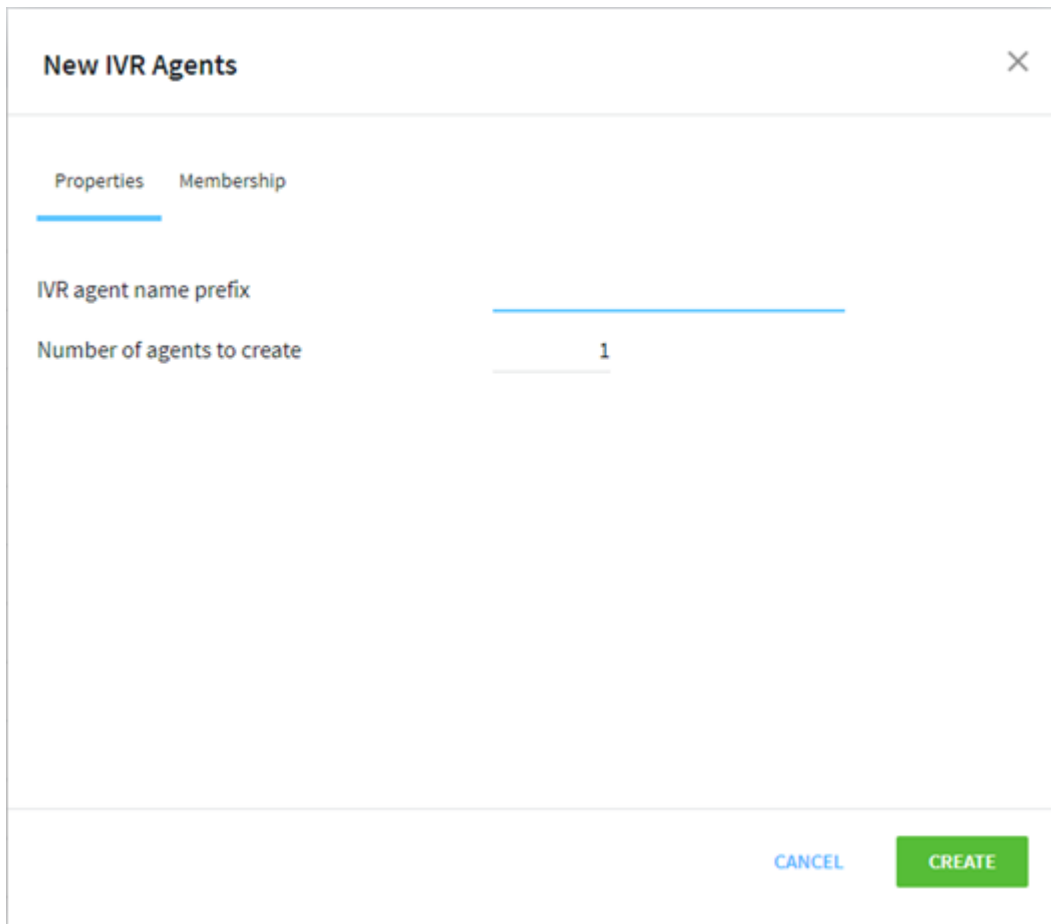 New IVR Agents
Properties Membership
IVR agent name prefix
Number of agents to create 1
CANCEL CREATE